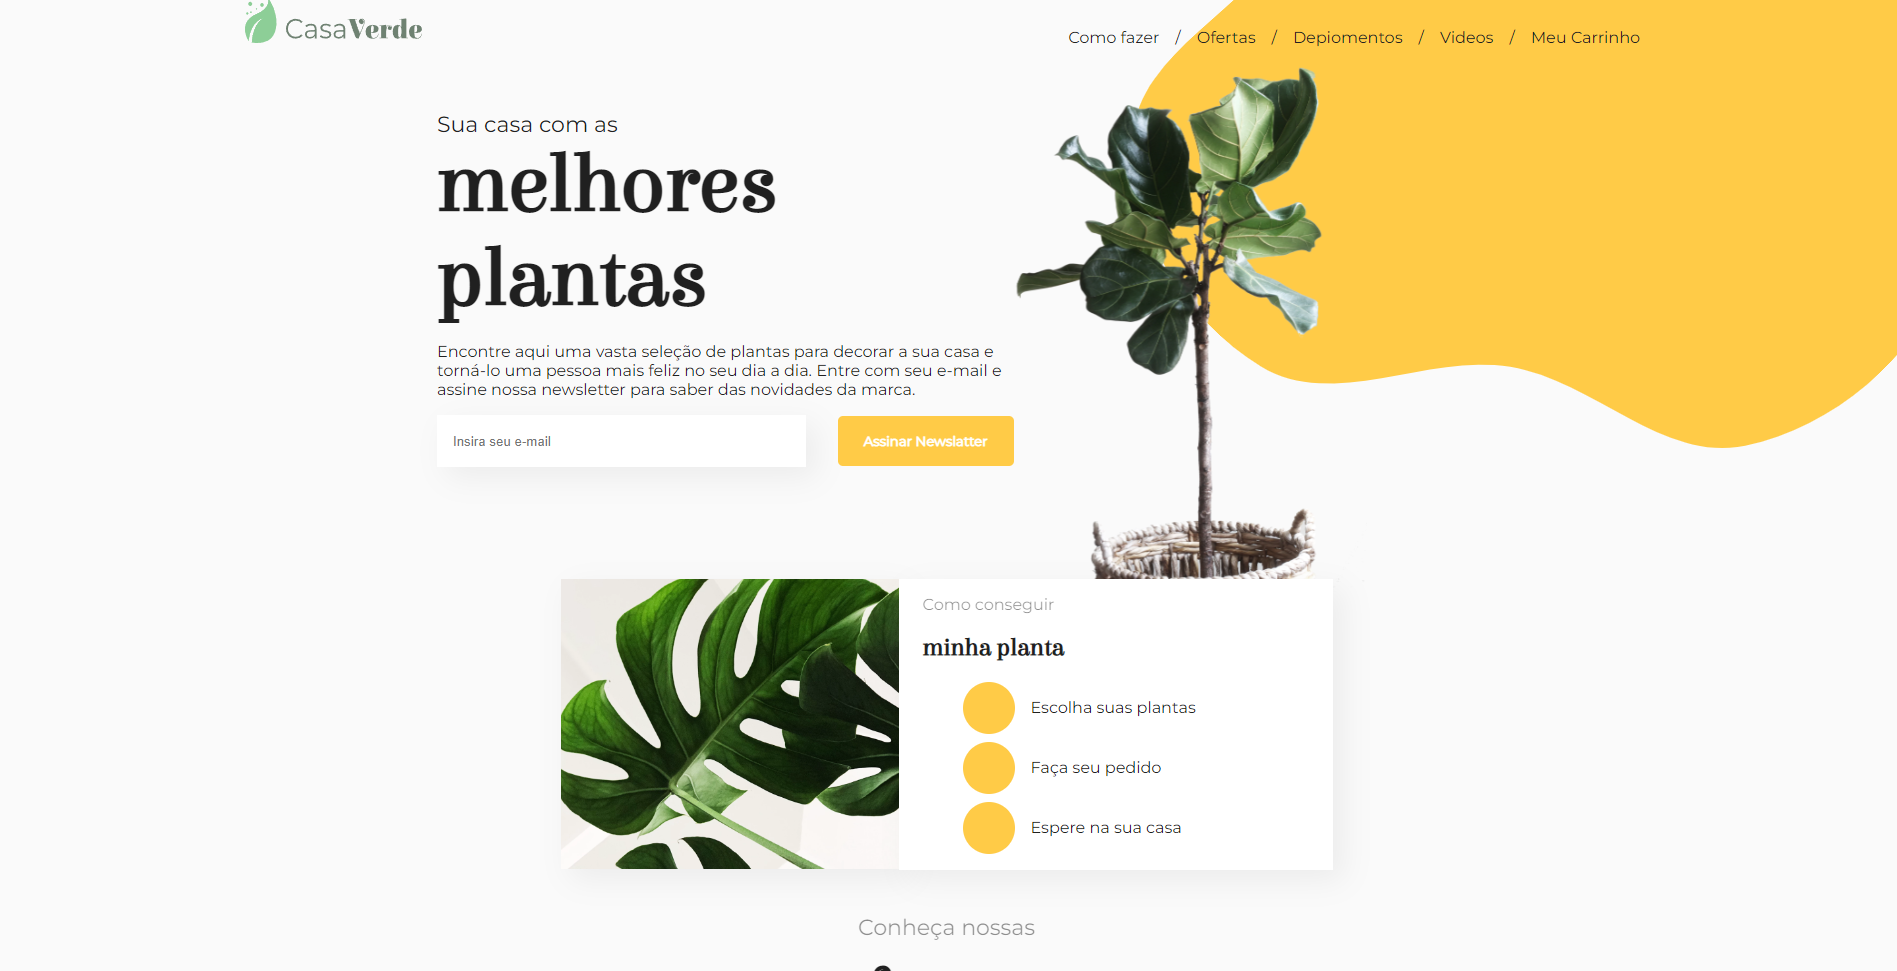 CasaVerde
Como fazer / Ofertas / Depiomentos / Videos / Meu Carrinho
Sua casa com as
melhores
plantas
Encontre aqui uma vasta seleção de plantas para decorar a sua casa e
torná-lo uma pessoa mais feliz no seu dia a dia. Entre com seu e-mail e
assine nossa newsletter para saber das novidades da marca.
Insira seu e-mail
Assinar Newslatter
Como conseguir
minha planta
Escolha suas plantas
Faça seu pedido
Espere na sua casa
Conheça nossas